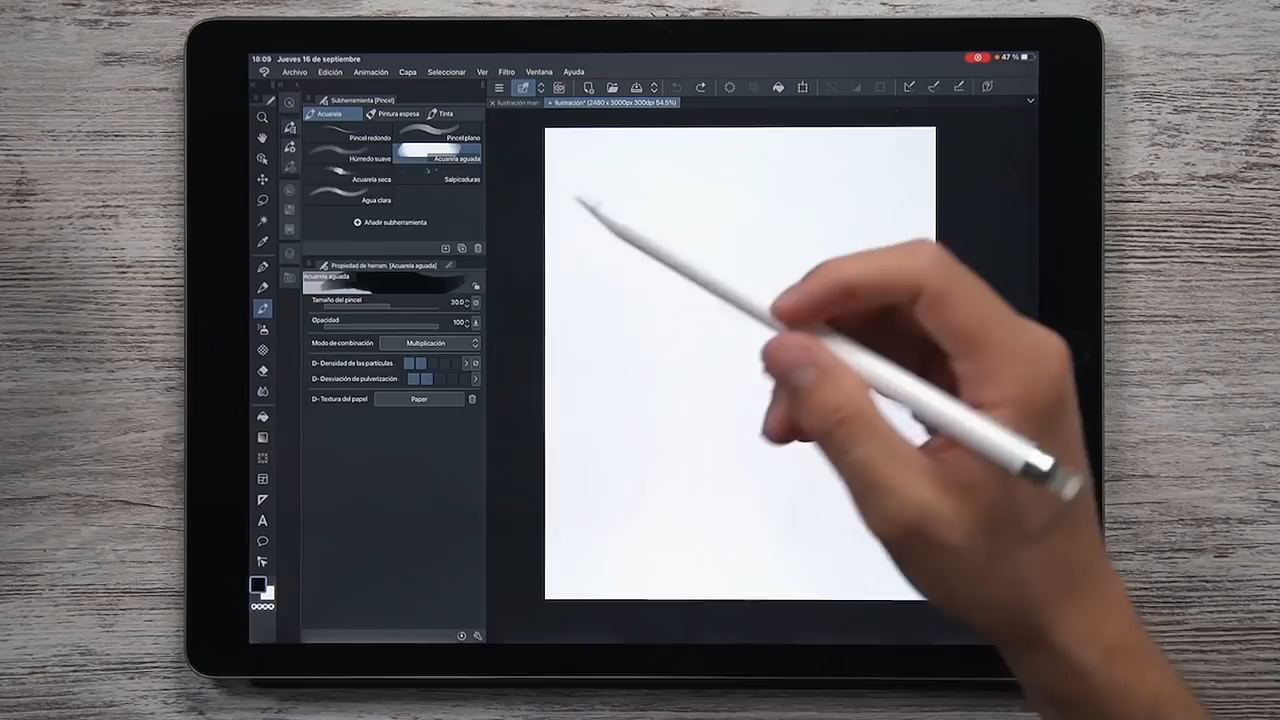 18:09 Jueves 16 de septiembre
47 %
Archivo Edición Animación Capa Seleccionar Ver Filtro Ventana Ayuda
Subherramienta [Pincel]
Ilustración
Ilustración* (2480 x 3000px 300dpi 54.5%)
Acuarela Pintura espesa Tinta
Pincel redondo Pincel plano
Húmedo suave Acuarela aguada
Acuarela seca Salpicaduras
Agua clara
Añadir subherramienta
Propiedad de herram. [Acuarela aguada]
Acuarela aguada
Tamaño del pincel 30.0
Opacidad 100
Modo de combinación Multiplicación
D- Densidad de las partículas
D- Desviación de pulverización
D- Textura del papel Paper
A